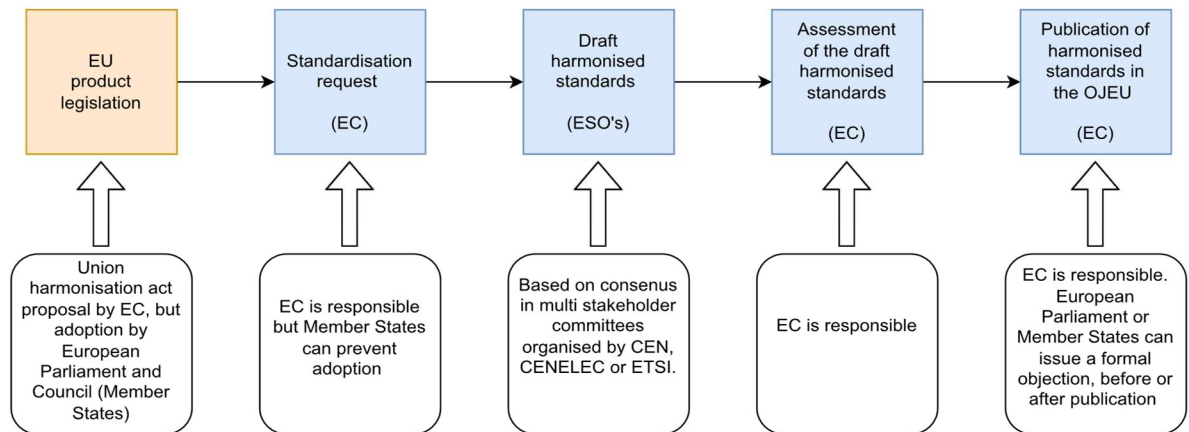 EU
product
legislation
Standardisation
request
(EC)
Draft
harmonised
standards
(ESO's)
Assessment
of the draft
harmonised
standards
(EC)
Publication of
harmonised
standards in
the OJEU
(EC)
Union
harmonisation act
proposal by EC, but
adoption by
European
Parliament and
Council (Member
States)
EC is responsible
but Member States
can prevent
adoption
Based on consenus
in multi stakeholder
committees
organised by CEN,
CENELEC or ETSI.
EC is responsible
EC is responsible.
European
Parliament or
Member States can
issue a formal
objection, before or
after publication